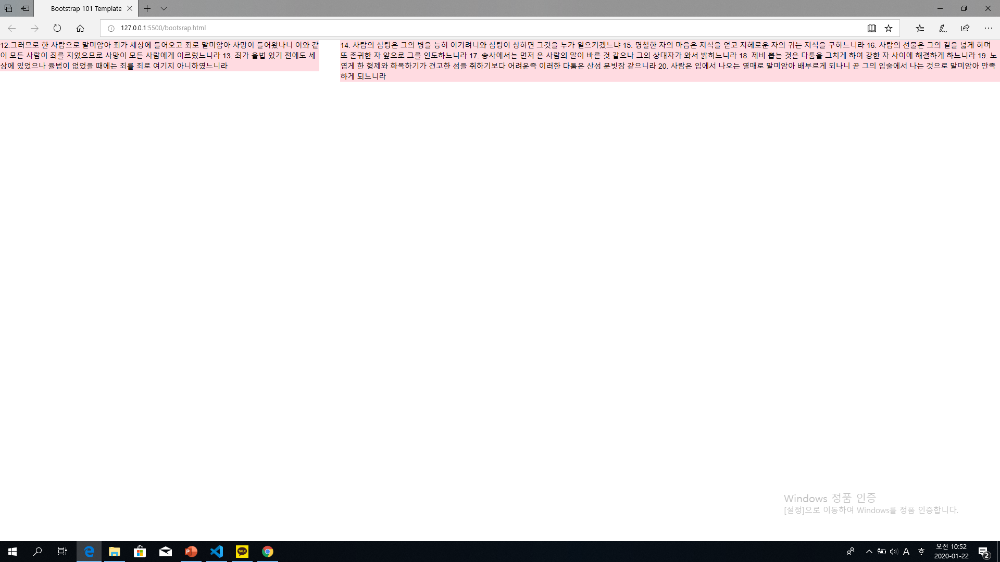 Bootstrap 101 Template
127.0.0.1:5500/bootsrap.html
12.그러므로 한 사람으로 말미암아 죄가 세상에 들어오고 죄로 말미암아 사망이 들어왔나니 이와 같
이 모든 사람이 죄를 지었으므로 사망이 모든 사람에게 이르렀느니라 13. 죄가 율법 있기 전에도 세
상에 있었으나 율법이 없었을 때에는 죄를 죄로 여기지 아니하였느니라
14. 사람의 심령은 그의 병을 능히 이기려니와 심령이 상하면 그것을 누가 일으키겠느냐 15. 명철한 자의 마음은 지식을 얻고 지혜로운 자의 귀는 지식을 구하느니라 16. 사람의 선물은 그의 길을 넓게 하며
또 존귀한 자 앞으로 그를 인도하느니라 17. 송사에서는 먼저 온 사람의 말이 바른 것 같으나 그의 상대자가 와서 밝히느니라 18. 제비 뽑는 것은 다툼을 그치게 하여 강한 자 사이에 해결하게 하느니라 19. 노
엽게 한 형제와 화목하기가 견고한 성을 취하기보다 어려운즉 이러한 다툼은 산성 문빗장 같으니라 20. 사람은 입에서 나오는 열매로 말미암아 배부르게 되나니 곧 그의 입술에서 나는 것으로 말미암아 만족
하게 되느니라
Windows 정품 인증
[설정]으로 이동하여 Windows를 정품 인증합니다.
TALK
A
오전 10:52
2020-01-22
2